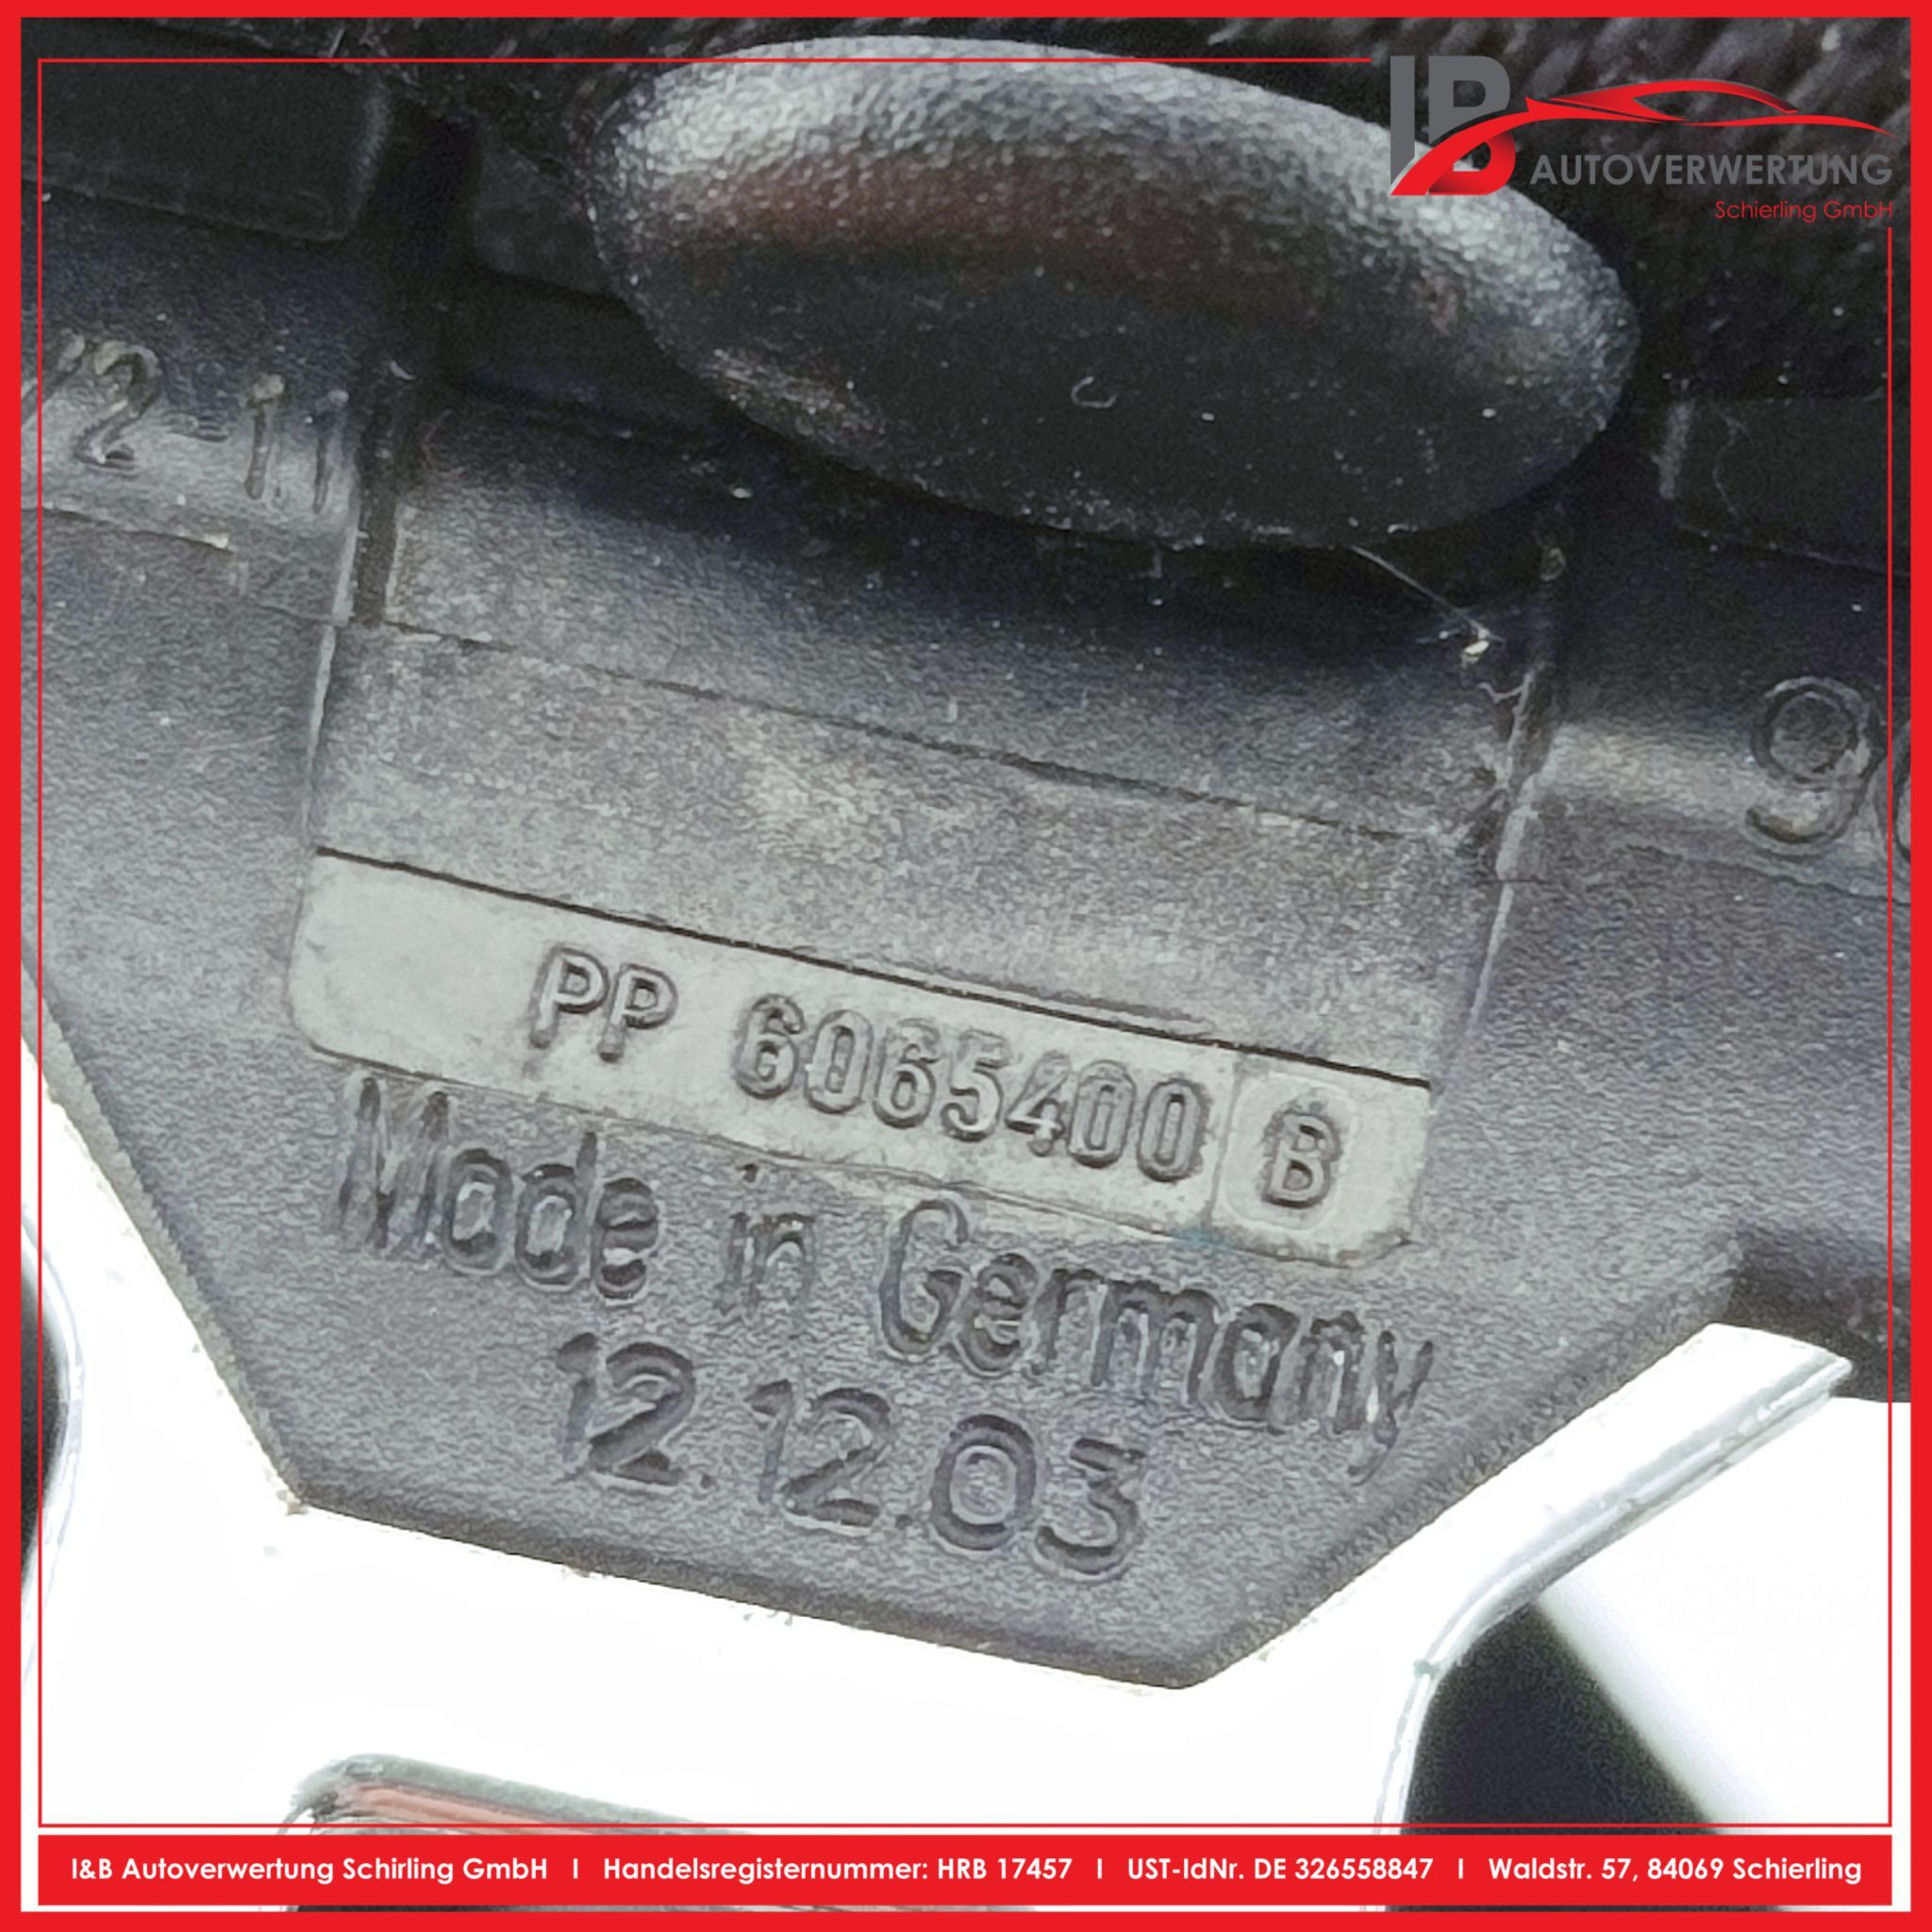 IB
AUTOVERWERTUNG
Schierling GmbH
72-11
9
PP 6065400 B
Made in Germany
12.12.03
I&B Autoverwertung Schirling GmbH I Handelsregisternummer: HRB 17457 I UST-IdNr. DE 326558847 I Waldstr. 57, 84069 Schierling